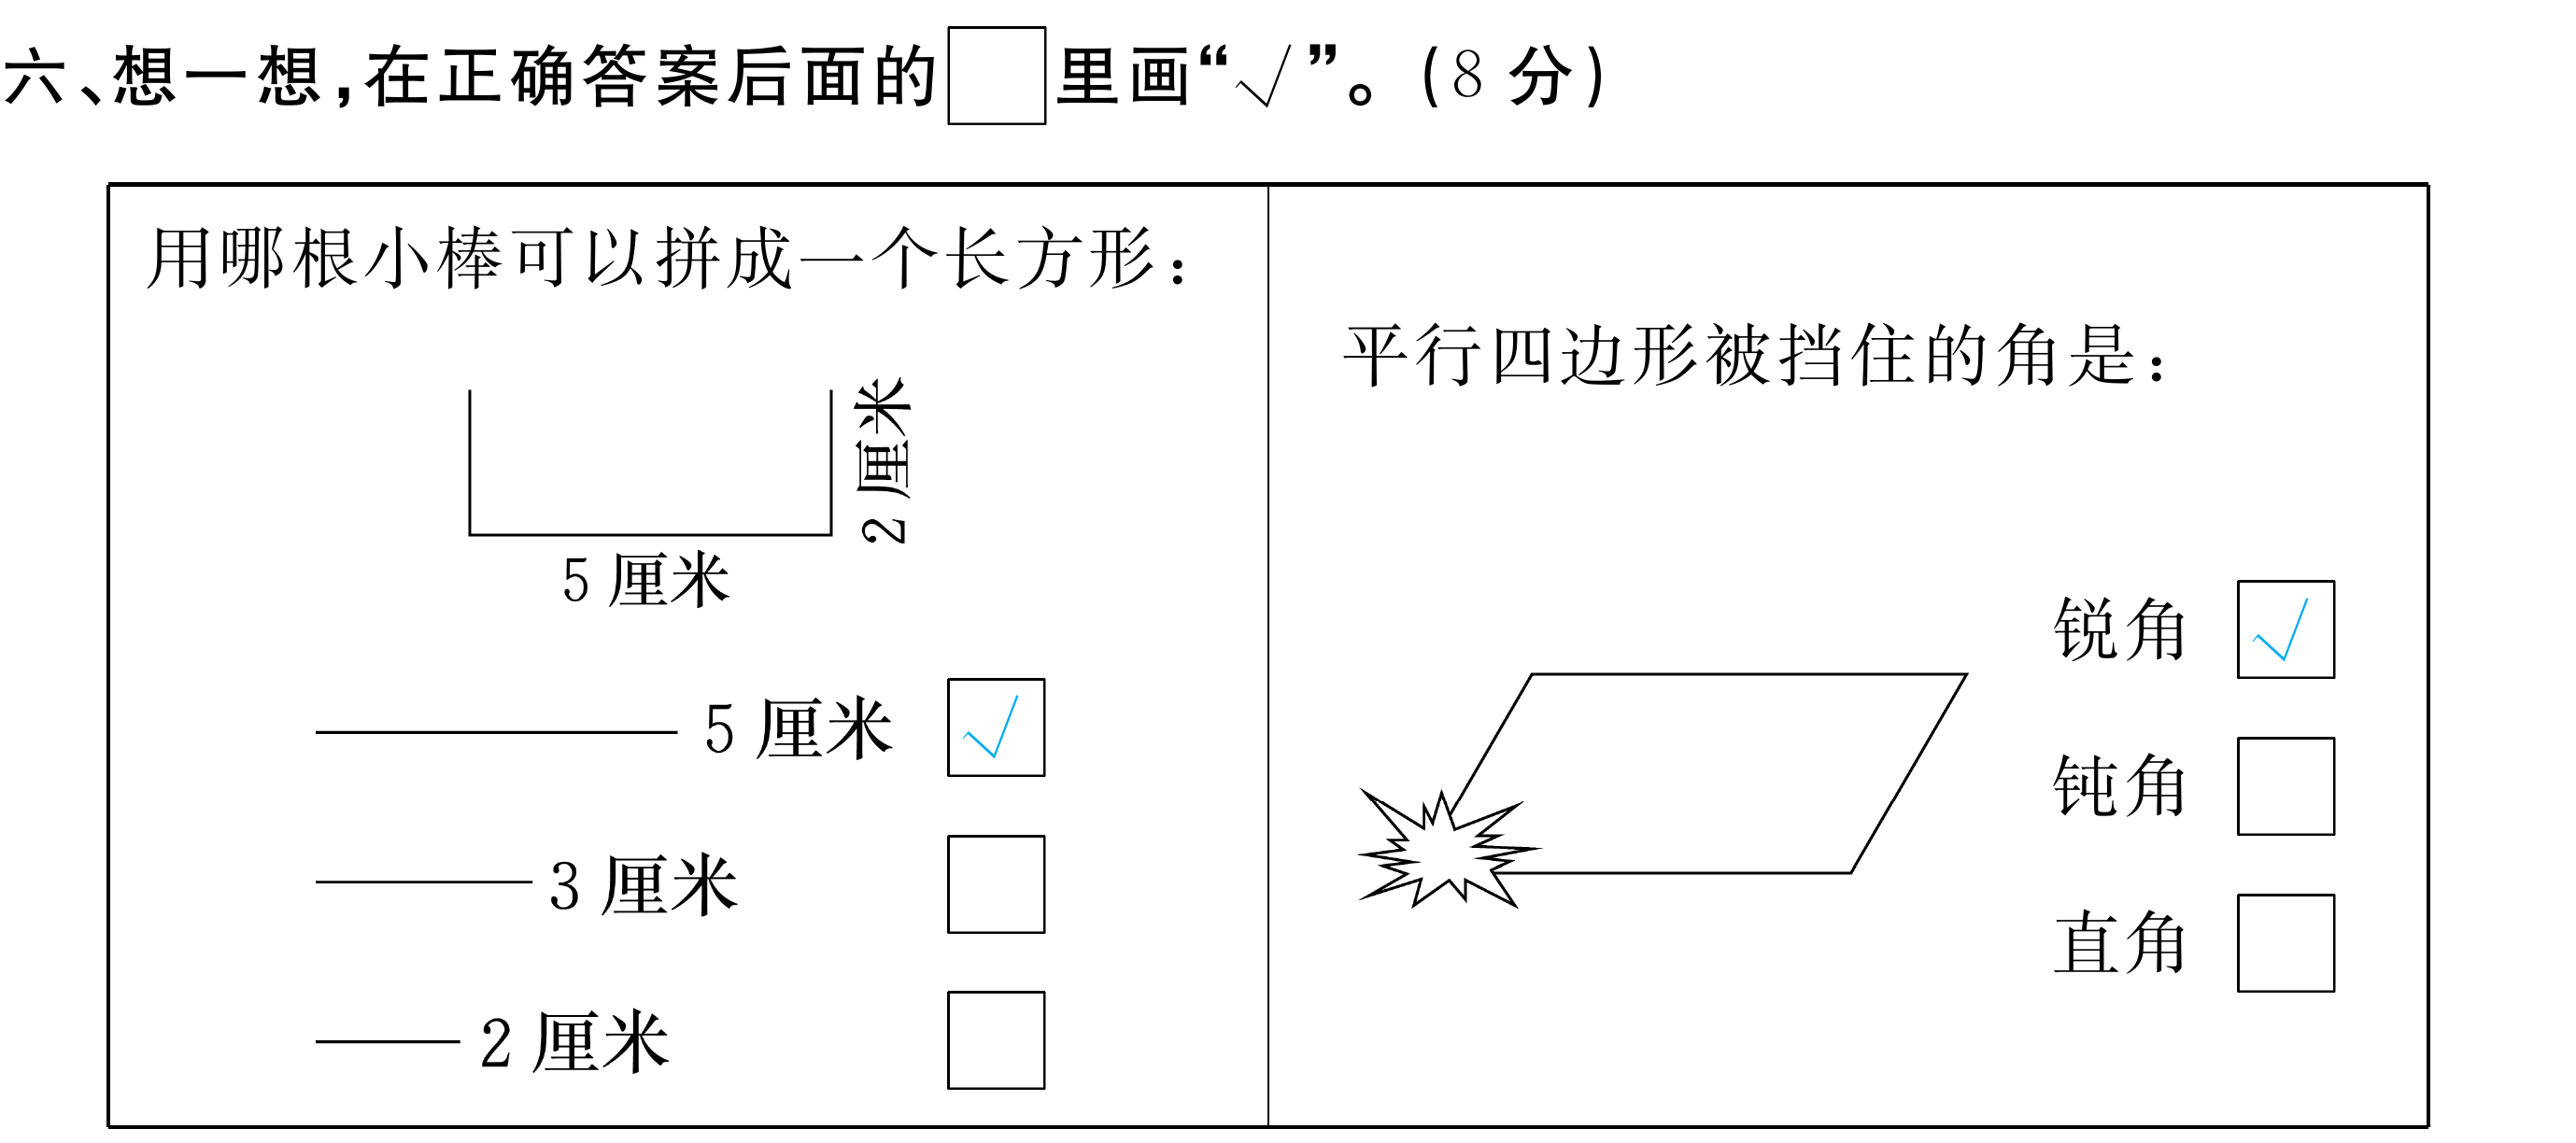 六、想一想,在正确答案后面的□里画“√”。(8 分)
用哪根小棒可以拼成一个长方形:
2 厘米
5 厘米
5 厘米 √
3 厘米
2 厘米
平行四边形被挡住的角是:
锐角 √
钝角
直角